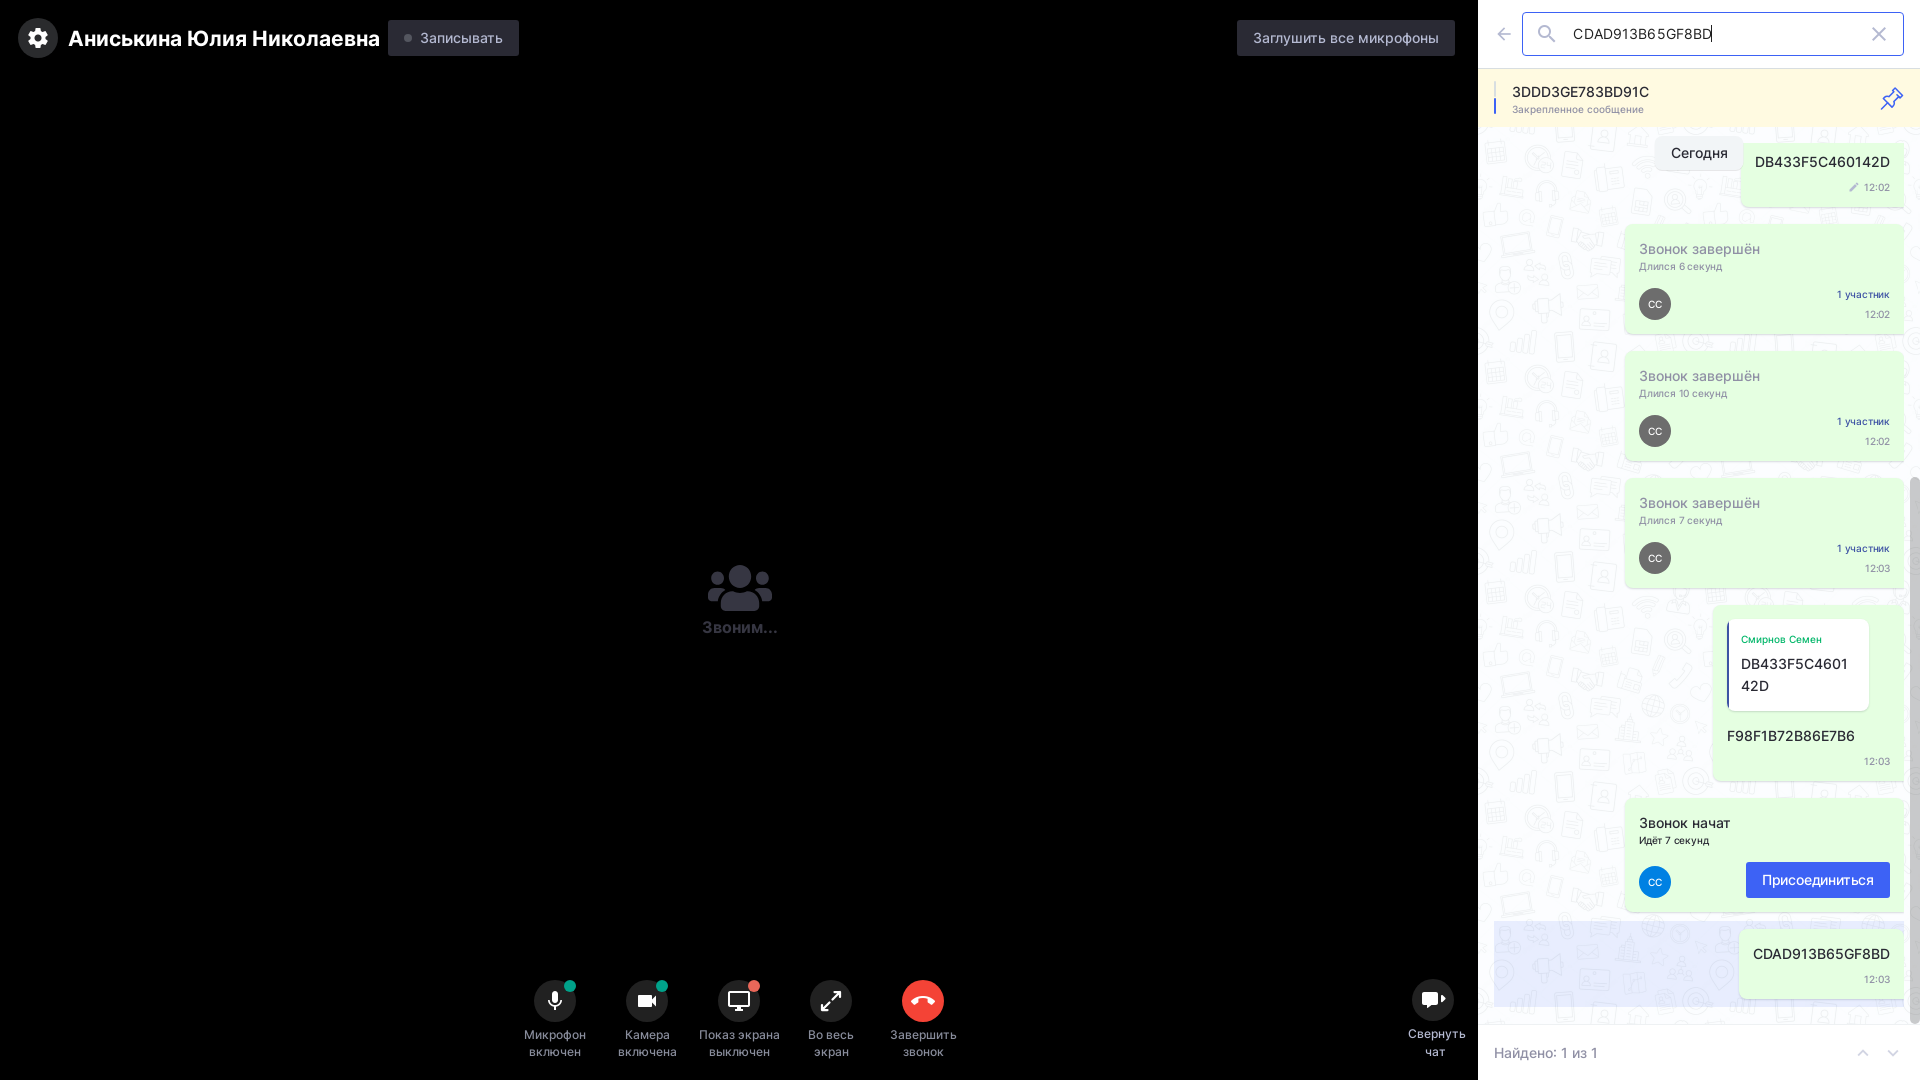 Аниськина Юлия Николаевна
Записывать
Заглушить все микрофоны
CDAD913B65GF8BD
3DDD3GE783BD91C
Закрепленное сообщение
Сегодня
DB433F5C460142D
12:02
Звонок завершён
Длился 6 секунд
СС
1 участник
12:02
Звонок завершён
Длился 10 секунд
СС
1 участник
12:02
Звонок завершён
Длился 7 секунд
СС
1 участник
12:03
Звоним...
Смирнов Семен
DB433F5C4601
42D
F98F1B72B86E7B6
12:03
Звонок начат
Идёт 7 секунд
СС
Присоединиться
CDAD913B65GF8BD
12:03
Микрофон
включен
Камера
включена
Показ экрана
выключен
Во весь
экран
Завершить
звонок
Свернуть
чат
Найдено: 1 из 1